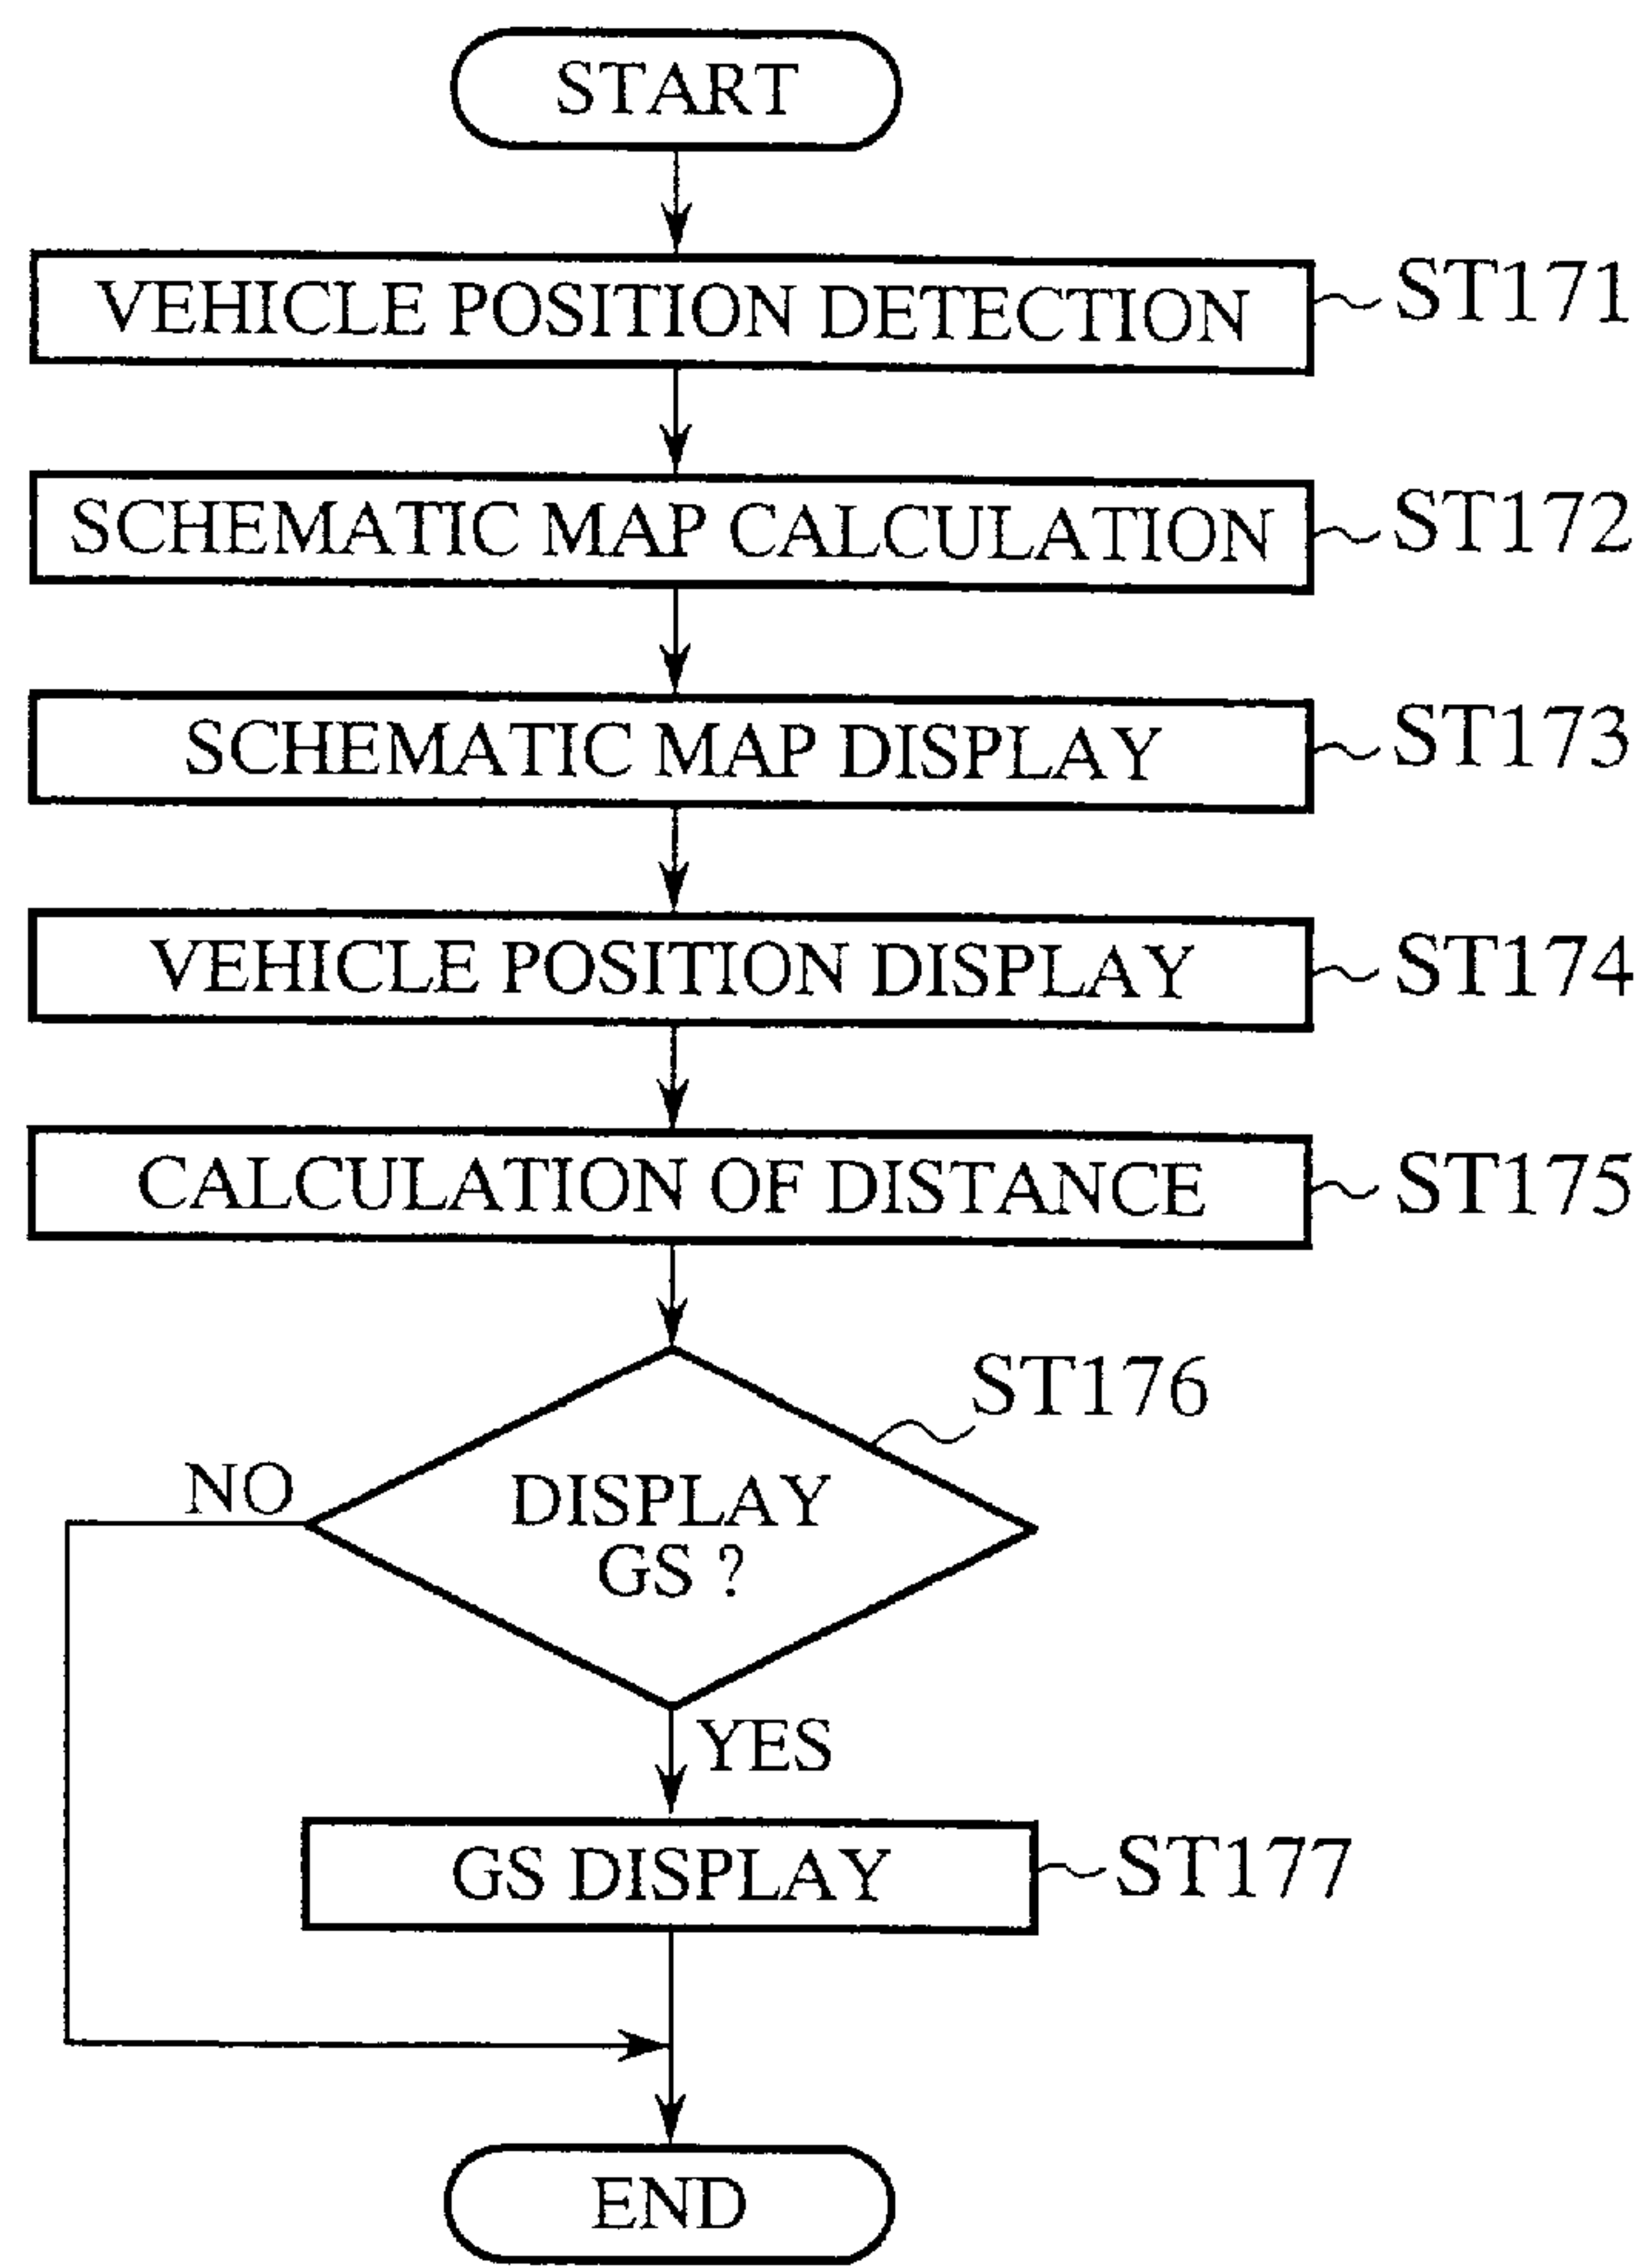 START
VEHICLE POSITION DETECTION
ST171
SCHEMATIC MAP CALCULATION
ST172
SCHEMATIC MAP DISPLAY
ST173
VEHICLE POSITION DISPLAY
ST174
CALCULATION OF DISTANCE
ST175
ST176
NO
DISPLAY
GS ?
YES
GS DISPLAY
ST177
END